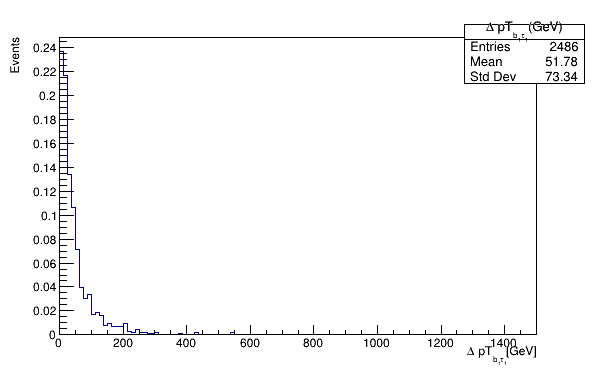 Δ pT_{b₁τ₁}(GeV)
Entries 2486
Mean 51.78
Std Dev 73.34
Events
0.24
0.22
0.2
0.18
0.16
0.14
0.12
0.1
0.08
0.06
0.04
0.02
0
0 200 400 600 800 1000 1200 1400
Δ pT_{b₁τ₁}[GeV]